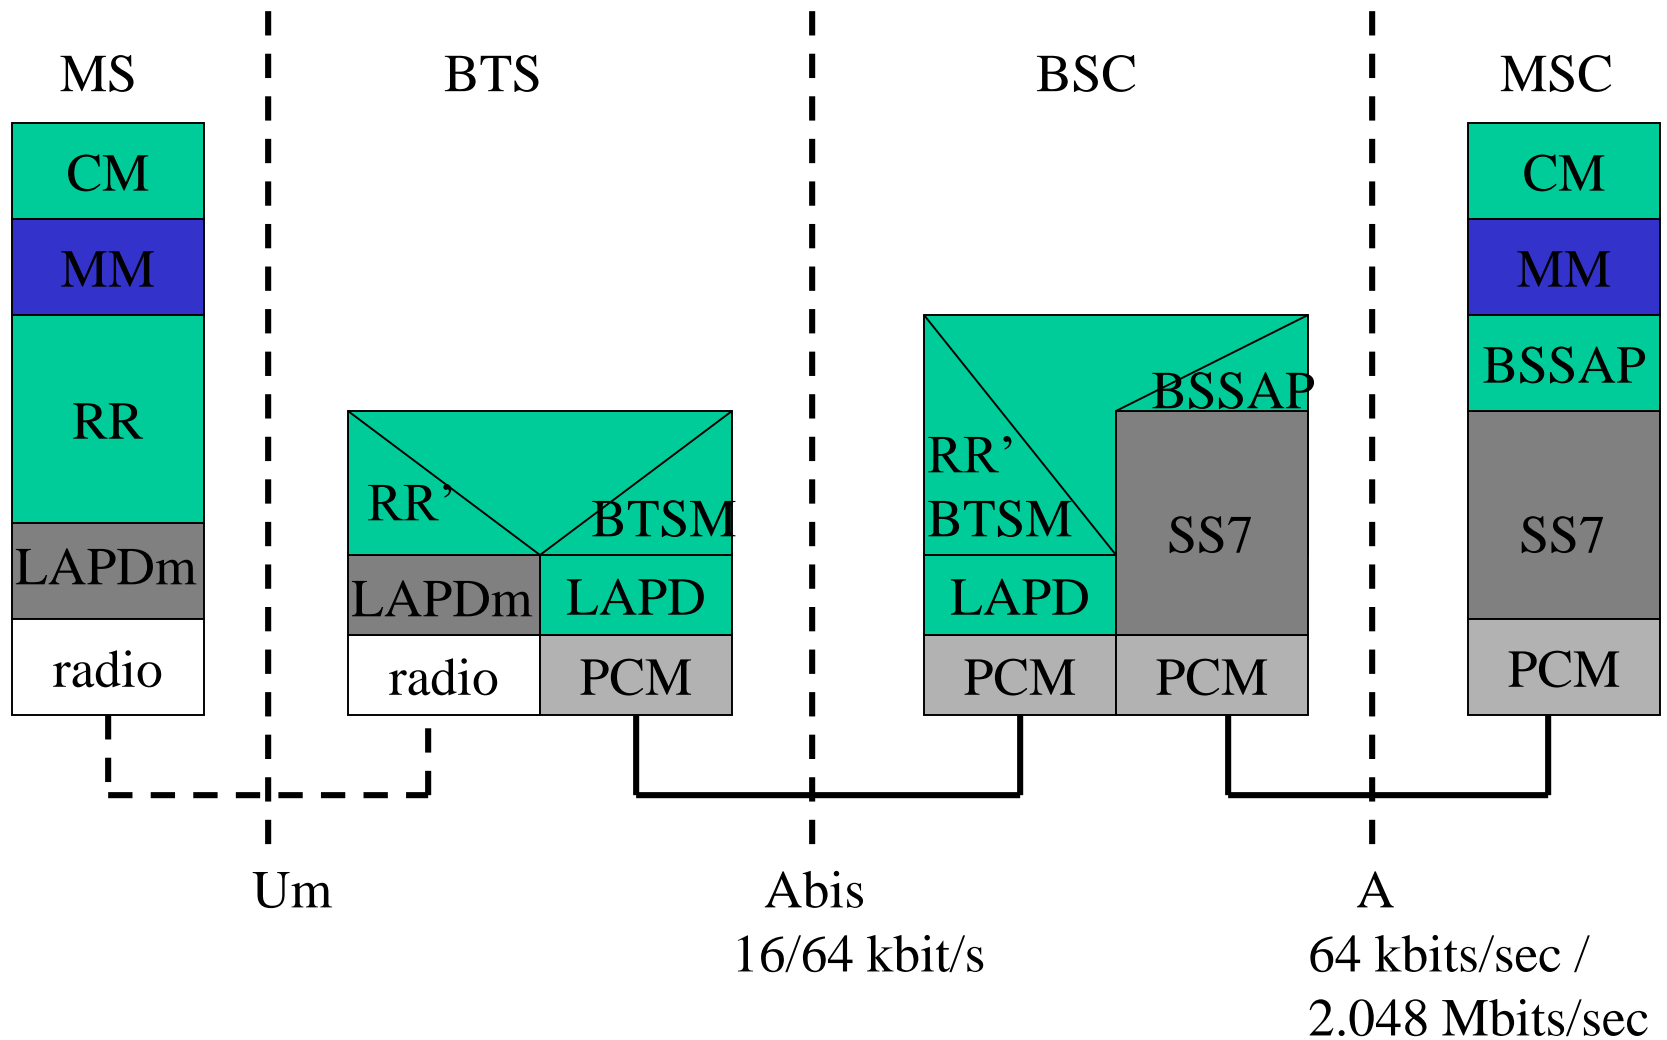 MS
BTS
BSC
MSC
CM
MM
RR
LAPDm
radio
RR’
BTSM
LAPDm
LAPD
radio
PCM
BSSAP
RR’
BTSM
SS7
LAPD
PCM
PCM
CM
MM
BSSAP
SS7
PCM
Um
Abis
16/64 kbit/s
A
64 kbits/sec /
2.048 Mbits/sec